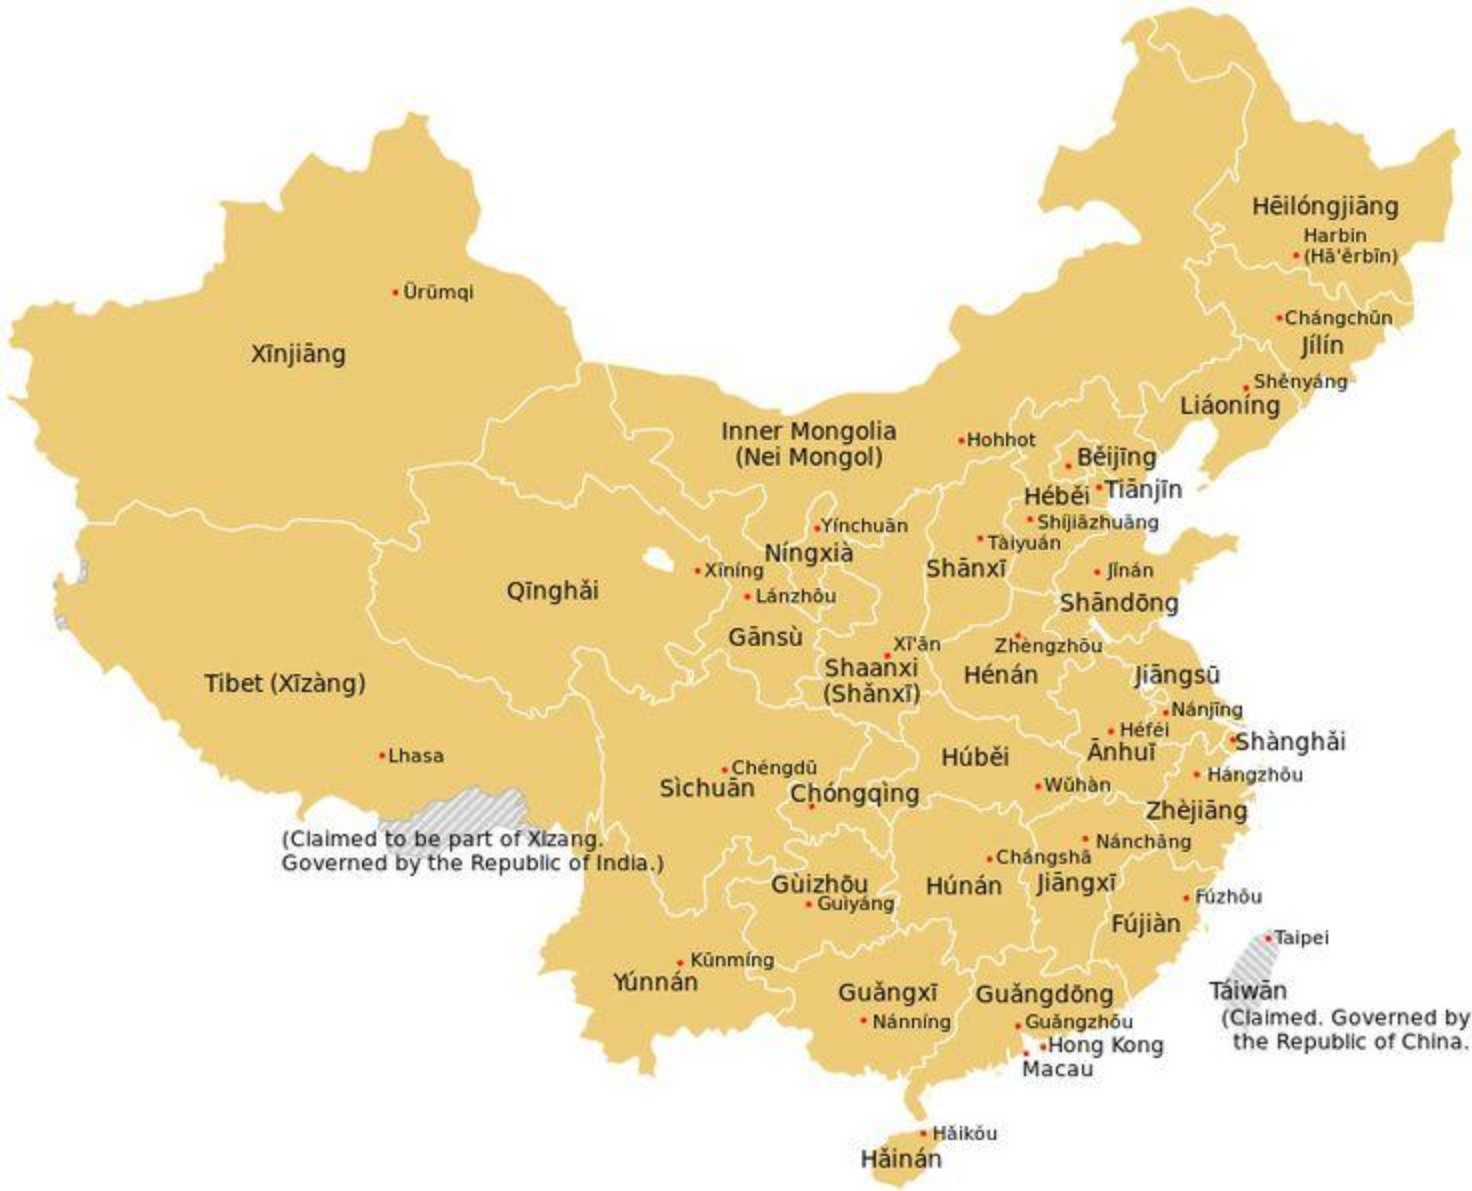 Hēilóngjiāng
Harbin
(Hā'ěrbīn)
Ürümqi
Chángchūn
Jílín
Xīnjiāng
Shěnyáng
Liáoníng
Inner Mongolia
(Nei Mongol)
Hohhot
Běijīng
Tiānjīn
Héběi
Shíjiāzhuāng
Yínchuān
Tàiyuán
Níngxià
Shānxī
Xīníng
Jǐnán
Qīnghǎi
Lánzhōu
Shāndōng
Gānsù
Xī'ān
Zhèngzhōu
Shaanxi
(Shǎnxī)
Hénán
Jiāngsū
Tibet (Xīzàng)
Nánjīng
Héféi
Shànghǎi
Ānhuī
Lhasa
Húběi
Chéngdū
Hángzhōu
Sìchuān
Chóngqìng
Wǔhàn
Zhèjiāng
(Claimed to be part of Xizang.
Governed by the Republic of India.)
Nánchāng
Chángshā
Gùizhōu
Húnán
Jiāngxī
Guìyáng
Fúzhōu
Fújiàn
Taipei
Kūnmíng
Yúnnán
Guǎngxī
Guǎngdōng
Táiwān
Nánníng
Guǎngzhōu
(Claimed. Governed by
the Republic of China.
Hong Kong
Macau
Hǎikǒu
Hǎinán